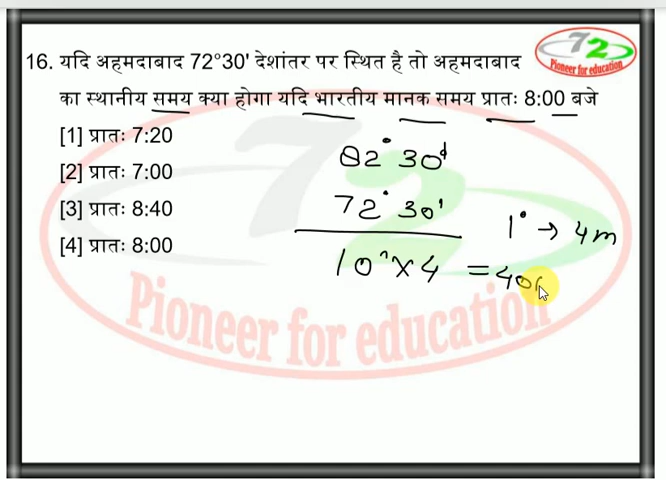 72
Pioneer for education
16. यदि अहमदाबाद 72°30' देशांतर पर स्थित है तो अहमदाबाद
का स्थानीय समय क्या होगा यदि भारतीय मानक समय प्रातः 8:00 बजे
[1] प्रातः 7:20
[2] प्रातः 7:00
[3] प्रातः 8:40
[4] प्रातः 8:00
82° 30'
72° 30'
10° × 4 = 40
1° → 4m
72
Pioneer for education